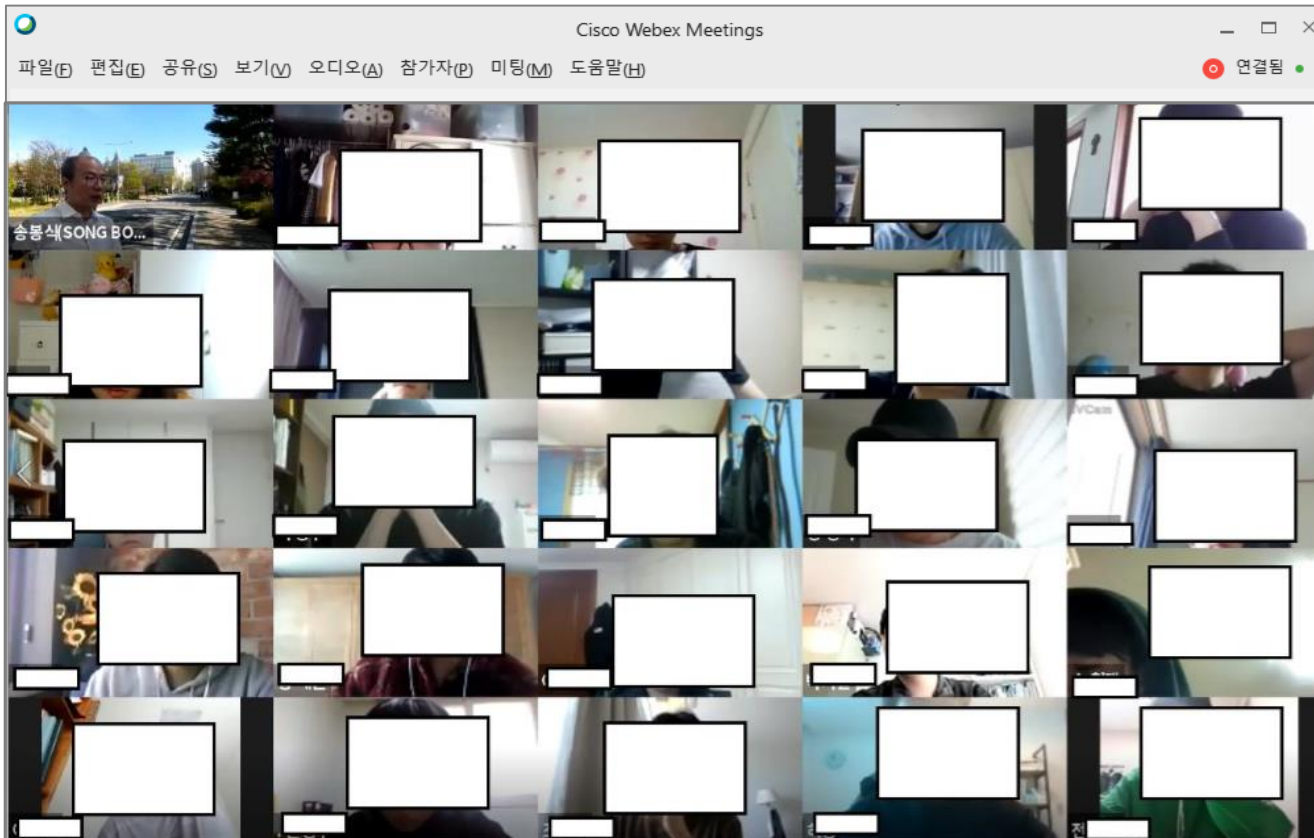 Cisco Webex Meetings
파일(F) 편집(E) 공유(S) 보기(V) 오디오(A) 참가자(P) 미팅(M) 도움말(H)
연결됨
송봉식(SONG BO...
전